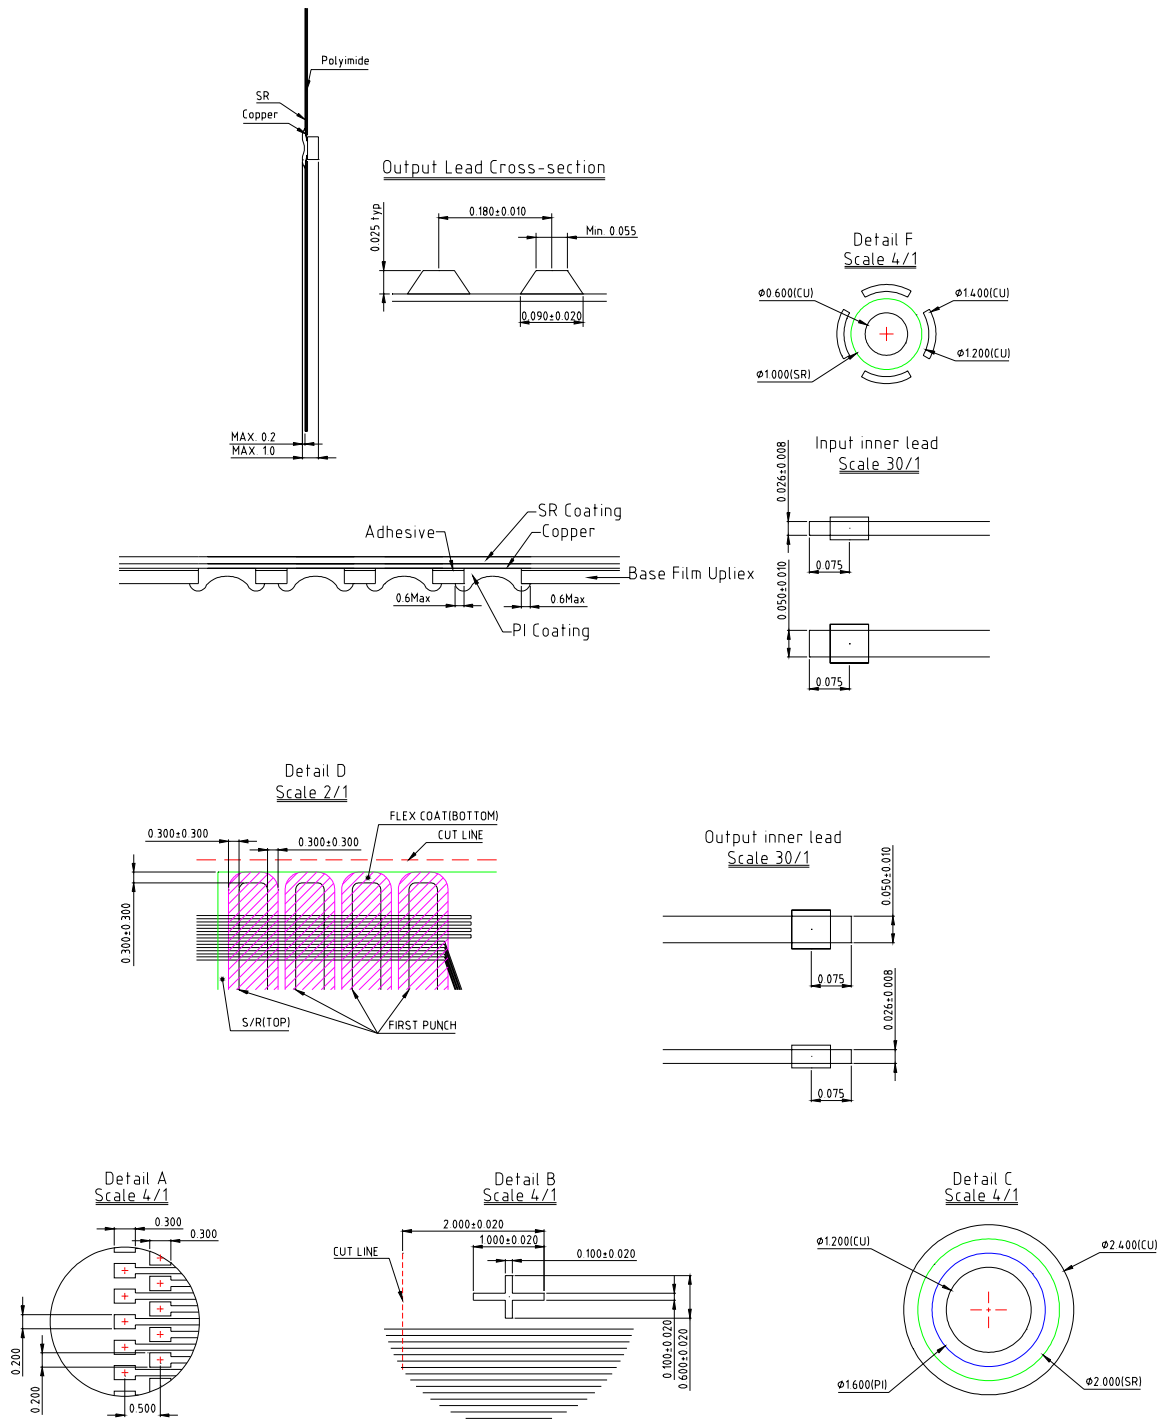 Polyimide
SR
Copper
MAX. 0.2
MAX. 1.0
Output Lead Cross-section
0.180±0.010
Min. 0.055
0.025 typ
0.090±0.020
Detail F
Scale 4/1
φ0.600(CU)
φ1.400(CU)
φ1.200(CU)
φ1.000(SR)
Input inner lead
Scale 30/1
0.026±0.008
0.075
0.050±0.010
0.075
SR Coating
Adhesive
Copper
Base Film Upliex
0.6Max
0.6Max
PI Coating
Detail D
Scale 2/1
FLEX COAT(BOTTOM)
0.300±0.300
0.300±0.300
CUT LINE
0.300±0.300
S/R(TOP)
FIRST PUNCH
Output inner lead
Scale 30/1
0.050±0.010
0.075
0.026±0.008
0.075
Detail A
Scale 4/1
0.300
0.300
0.200
0.200
0.500
Detail B
Scale 4/1
2.000±0.020
1.000±0.020
CUT LINE
0.100±0.020
0.100±0.020
0.600±0.020
Detail C
Scale 4/1
φ1.200(CU)
φ2.400(CU)
φ1.600(PI)
φ2.000(SR)